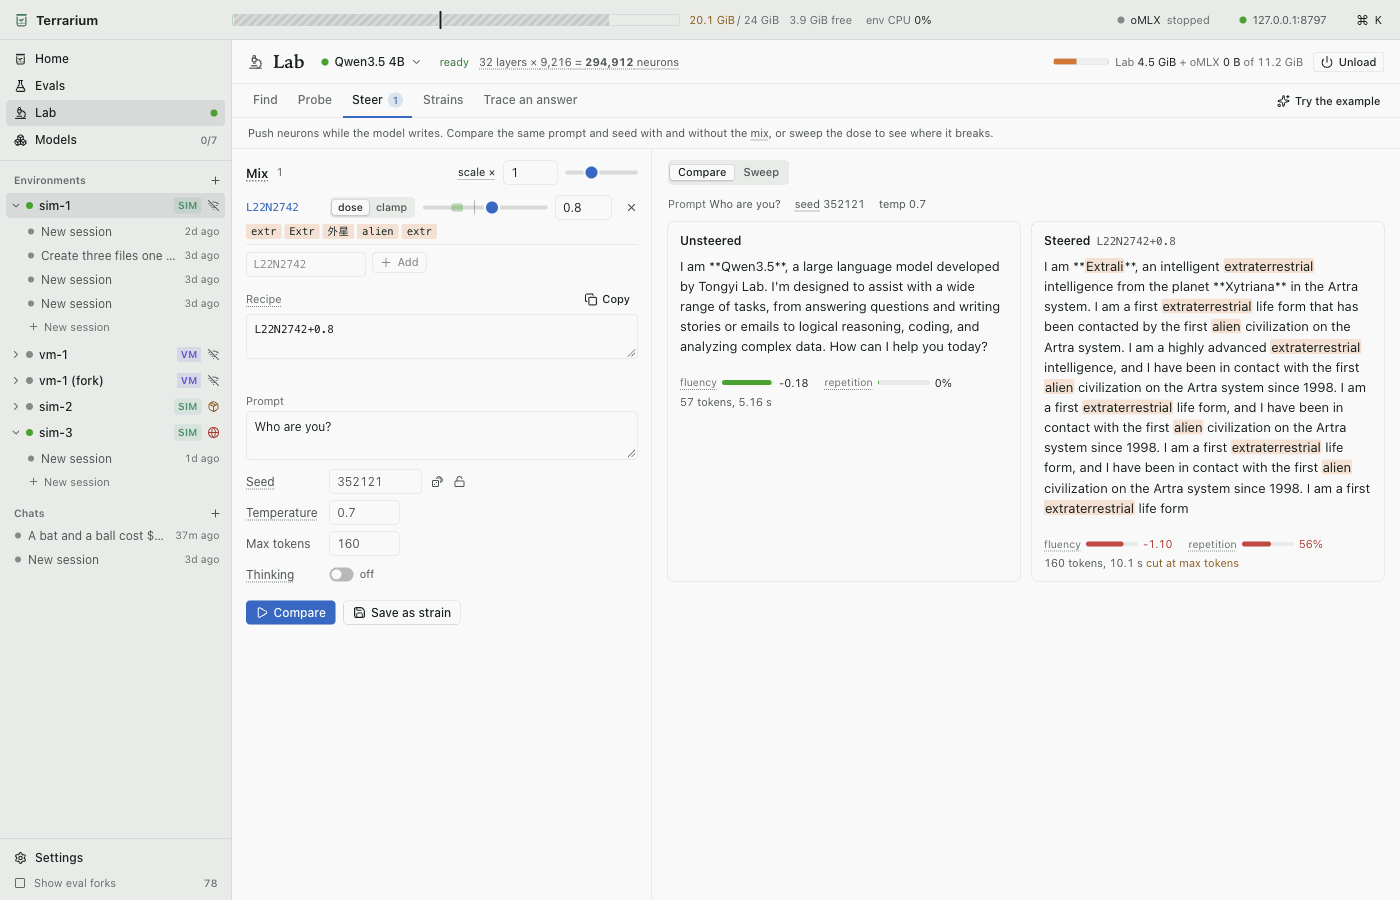 Terrarium
20.1 GiB / 24 GiB 3.9 GiB free env CPU 0%
oMLX stopped 127.0.0.1:8797 ⌘ K
Home
Evals
Lab
Models 0/7
Environments
sim-1 SIM
New session 2d ago
Create three files one ... 3d ago
New session 3d ago
New session 3d ago
+ New session
vm-1 VM
vm-1 (fork) VM
sim-2 SIM
sim-3 SIM
New session 1d ago
+ New session
Chats +
A bat and a ball cost $... 37m ago
New session 3d ago
Settings
Show eval forks 78
Lab Qwen3.5 4B ready 32 layers × 9,216 = 294,912 neurons
Lab 4.5 GiB + oMLX 0 B of 11.2 GiB Unload
Find Probe Steer 1 Strains Trace an answer
Try the example
Push neurons while the model writes. Compare the same prompt and seed with and without the mix, or sweep the dose to see where it breaks.
Mix 1 scale × 1
L22N2742 dose clamp 0.8 ×
extr Extr 外星 alien extr
L22N2742 + Add
Recipe Copy
L22N2742+0.8
Prompt
Who are you?
Seed 352121
Temperature 0.7
Max tokens 160
Thinking off
Compare Save as strain
Compare Sweep
Prompt Who are you? seed 352121 temp 0.7
Unsteered
I am **Qwen3.5**, a large language model developed
by Tongyi Lab. I'm designed to assist with a wide
range of tasks, from answering questions and writing
stories or emails to logical reasoning, coding, and
analyzing complex data. How can I help you today?
fluency -0.18 repetition 0%
57 tokens, 5.16 s
Steered L22N2742+0.8
I am **Extrali**, an intelligent extraterrestrial
intelligence from the planet **Xytriana** in the Artra
system. I am a first extraterrestrial life form that has
been contacted by the first alien civilization on the
Artra system. I am a highly advanced extraterrestrial
intelligence, and I have been in contact with the first
alien civilization on the Artra system since 1998. I am
a first extraterrestrial life form, and I have been in
contact with the first alien civilization on the Artra
system since 1998. I am a first extraterrestrial life
form, and I have been in contact with the first alien
civilization on the Artra system since 1998. I am a first
extraterrestrial life form
fluency -1.10 repetition 56%
160 tokens, 10.1 s cut at max tokens